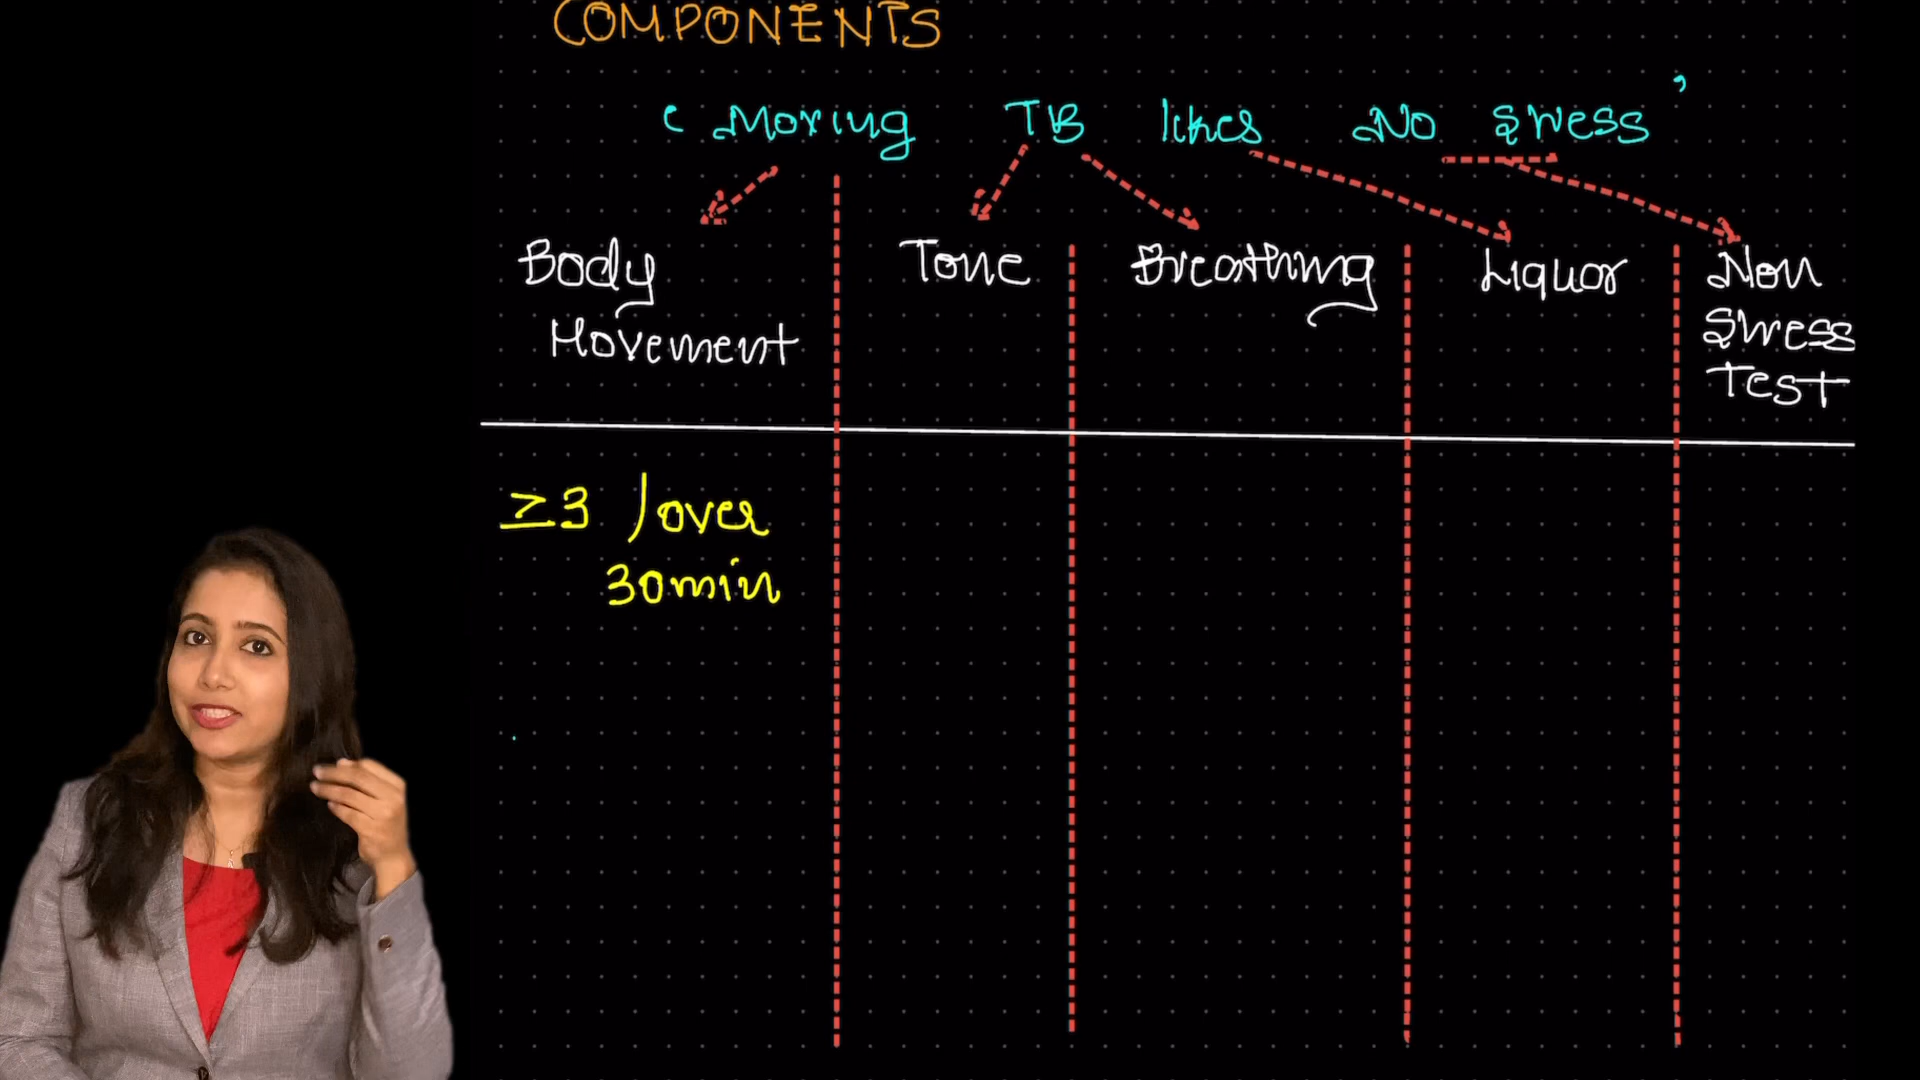 COMPONENTS
‘ Moving TB likes No Stress ’
Body Tone Breathing Liquor Non
Movement Stress
Test
≥3 / over
30min